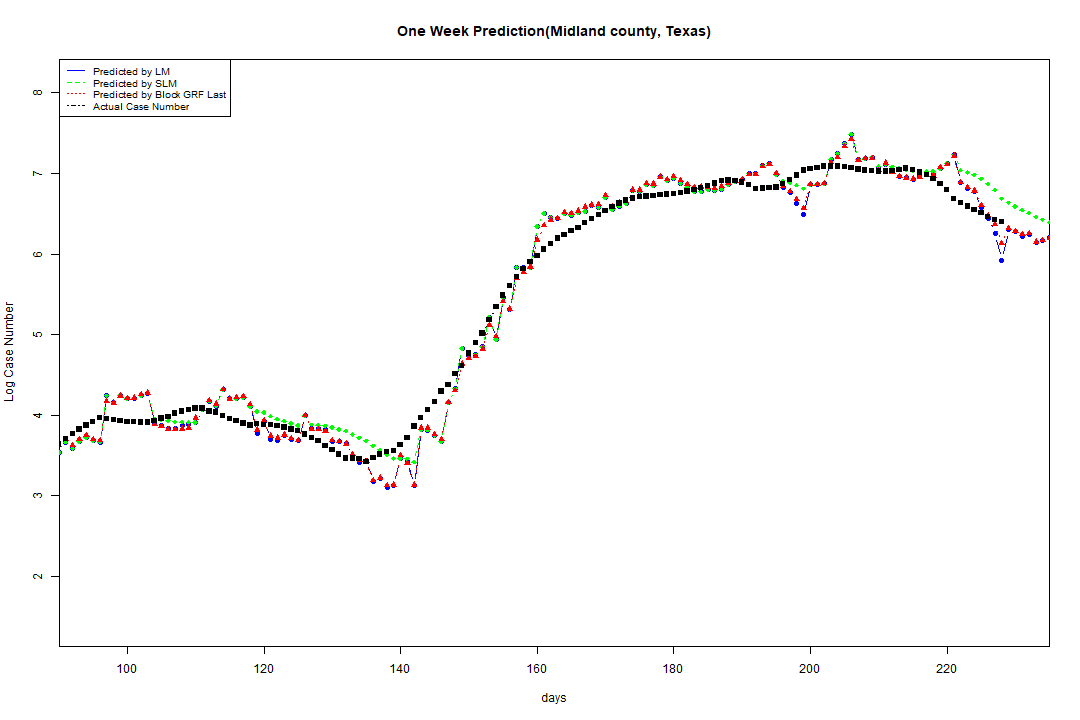 One Week Prediction(Midland county, Texas)
Predicted by LM
Predicted by SLM
Predicted by Block GRF Last
Actual Case Number
8
7
6
5
4
3
2
Log Case Number
100 120 140 160 180 200 220
days